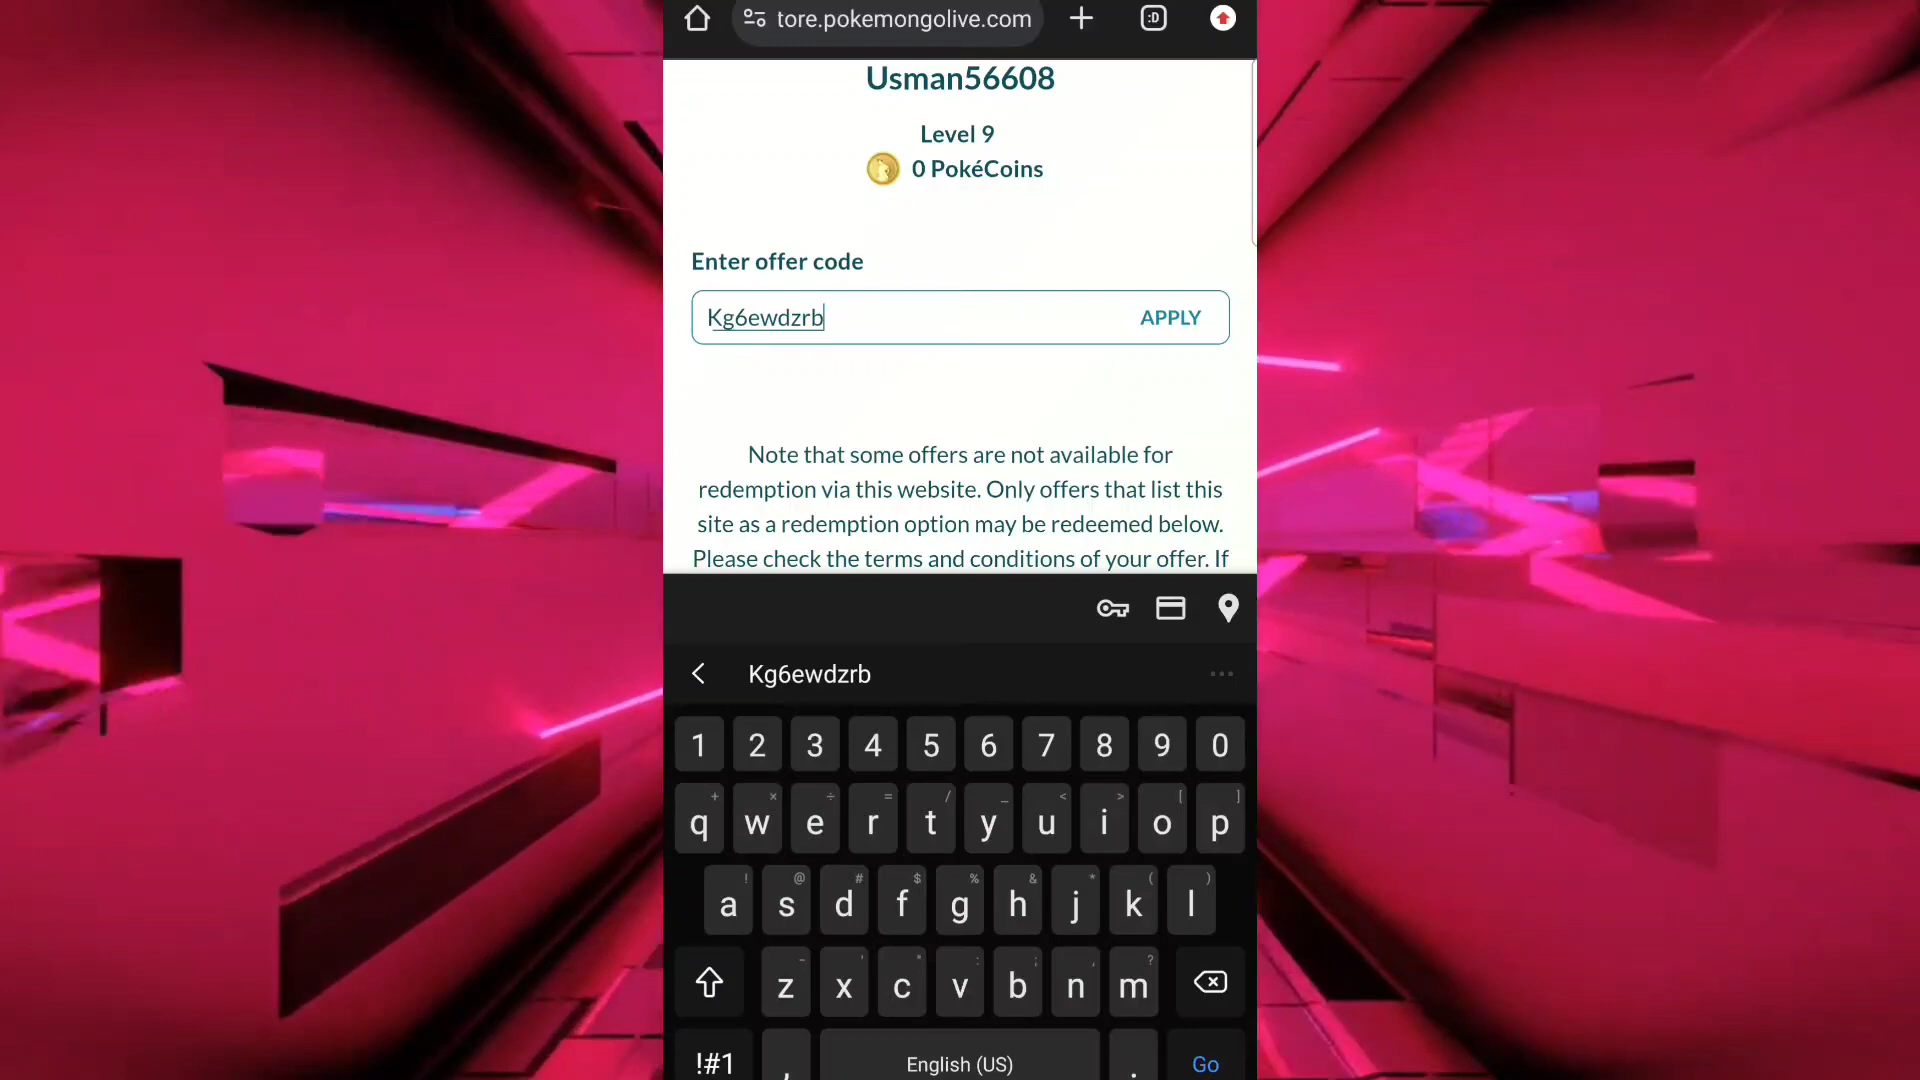 tore.pokemongolive.com
:D
Usman56608
Level 9
0 PokéCoins
Enter offer code
Kg6ewdzrb APPLY
Note that some offers are not available for
redemption via this website. Only offers that list this
site as a redemption option may be redeemed below.
Please check the terms and conditions of your offer. If
Kg6ewdzrb
1 2 3 4 5 6 7 8 9 0
+ × ÷ = / _ < > [ ]
q w e r t y u i o p
! @ # $ % & * ( )
a s d f g h j k l
- ' " : ; , ?
z x c v b n m
!#1 , English (US) . Go